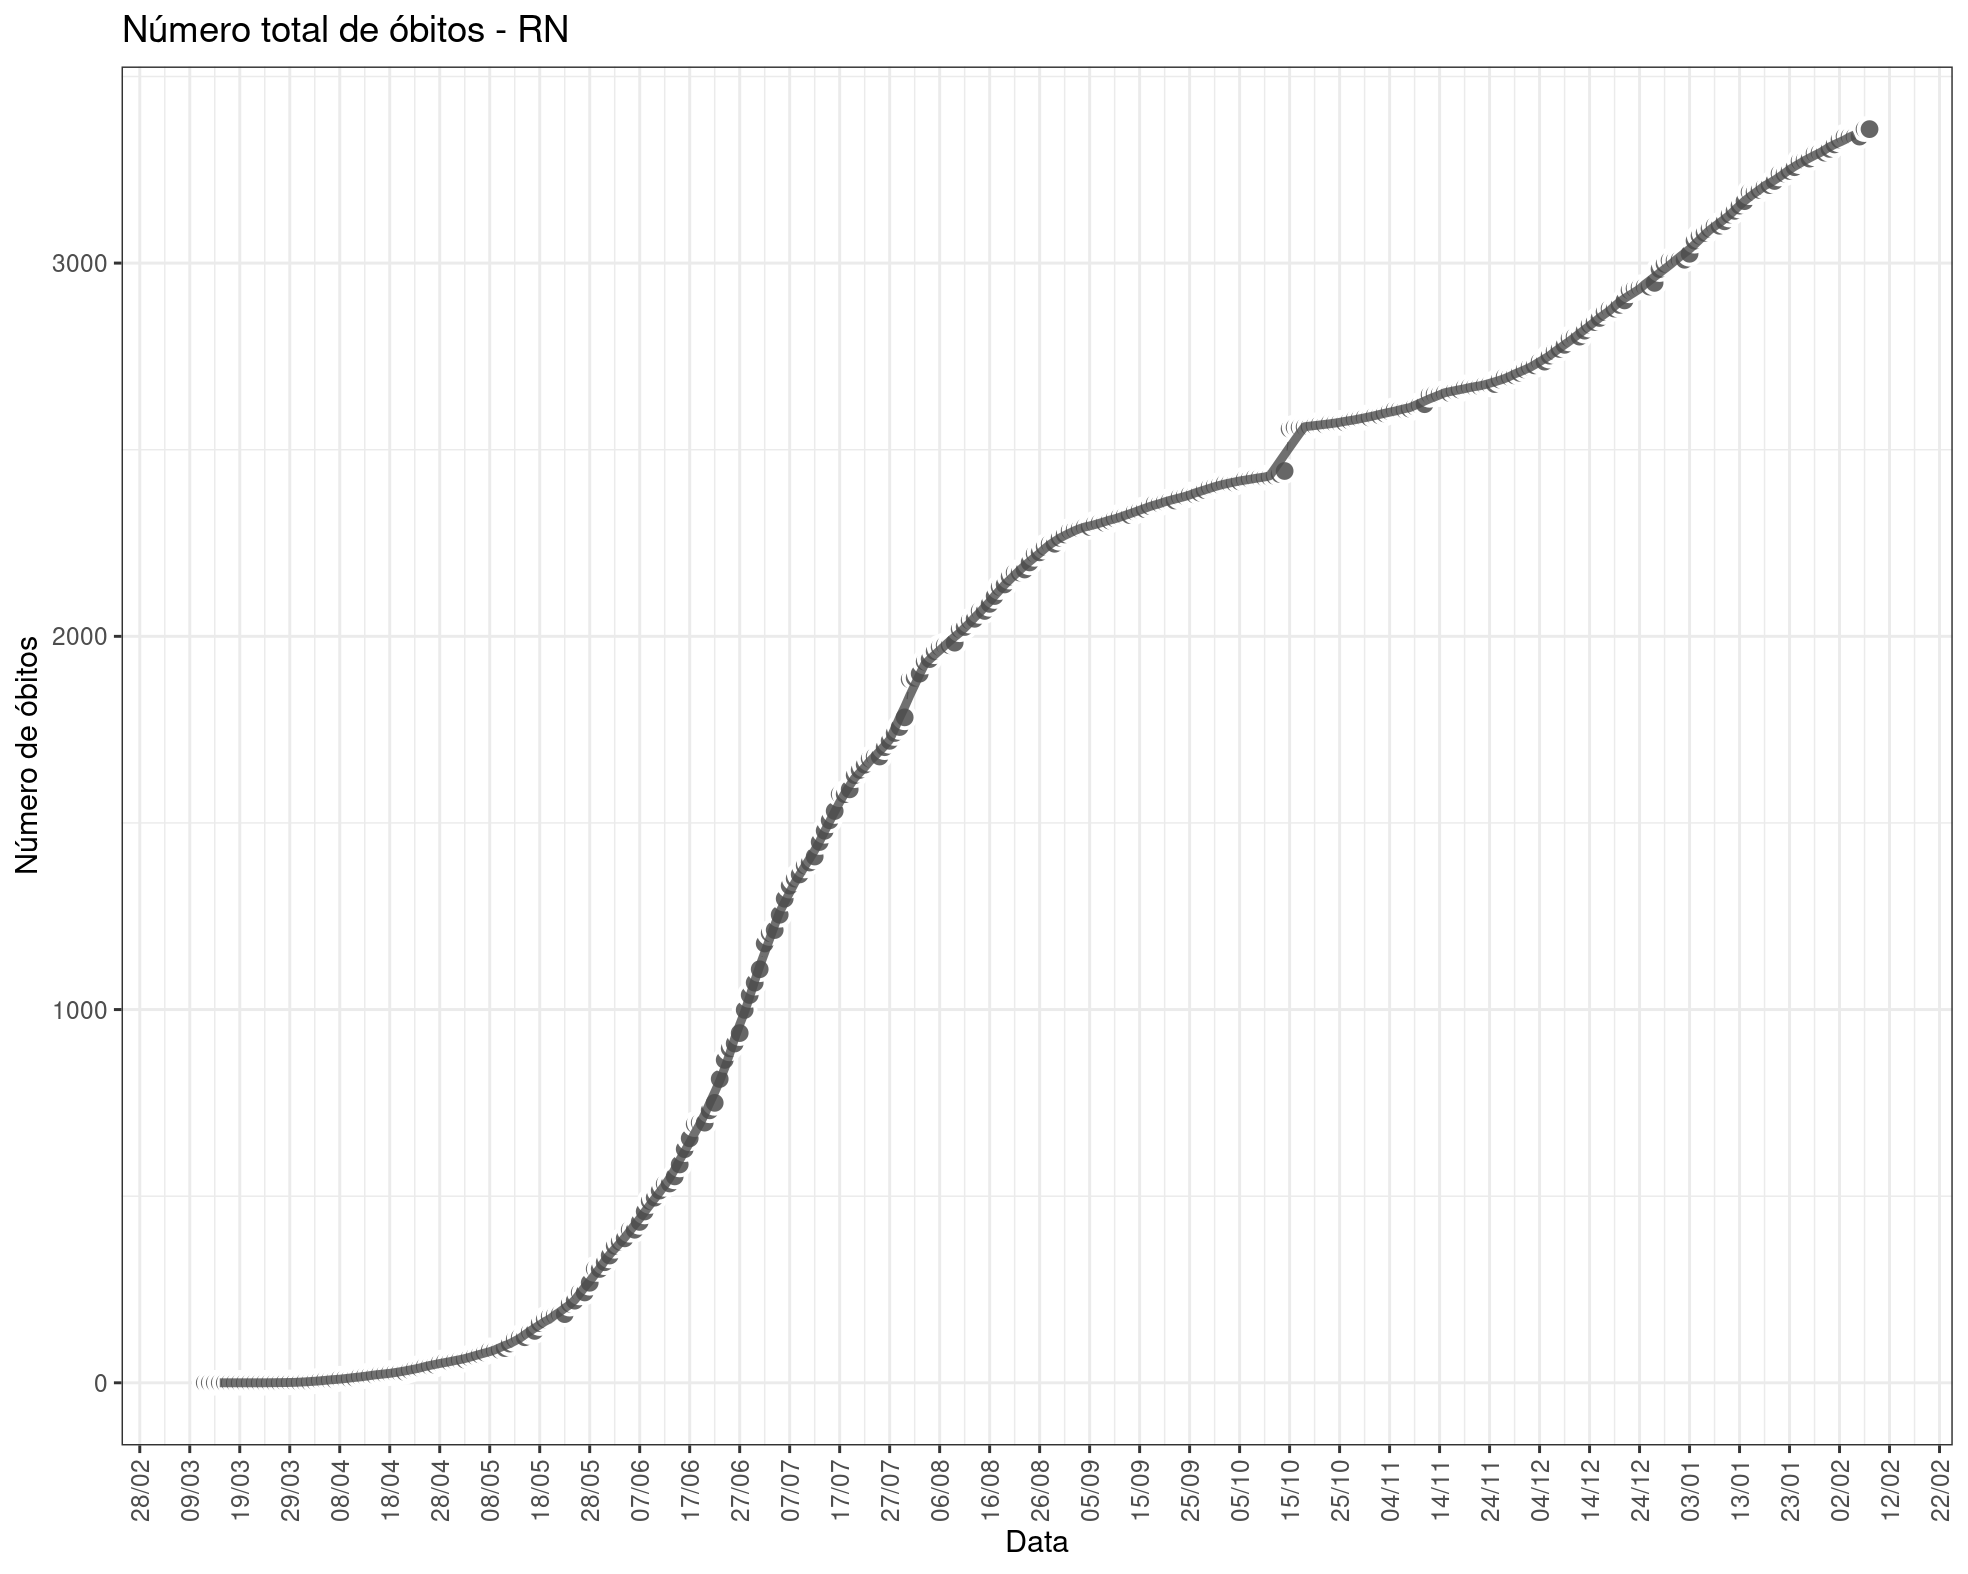 Número total de óbitos - RN
Número de óbitos
3000
2000
1000
0
28/02 09/03 19/03 29/03 08/04 18/04 28/04 08/05 18/05 28/05 07/06 17/06 27/06 07/07 17/07 27/07 06/08 16/08 26/08 05/09 15/09 25/09 05/10 15/10 25/10 04/11 14/11 24/11 04/12 14/12 24/12 03/01 13/01 23/01 02/02 12/02 22/02
Data